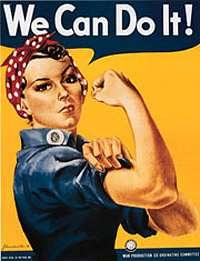 We Can Do It!
WAR PRODUCTION CO-ORDINATING COMMITTEE